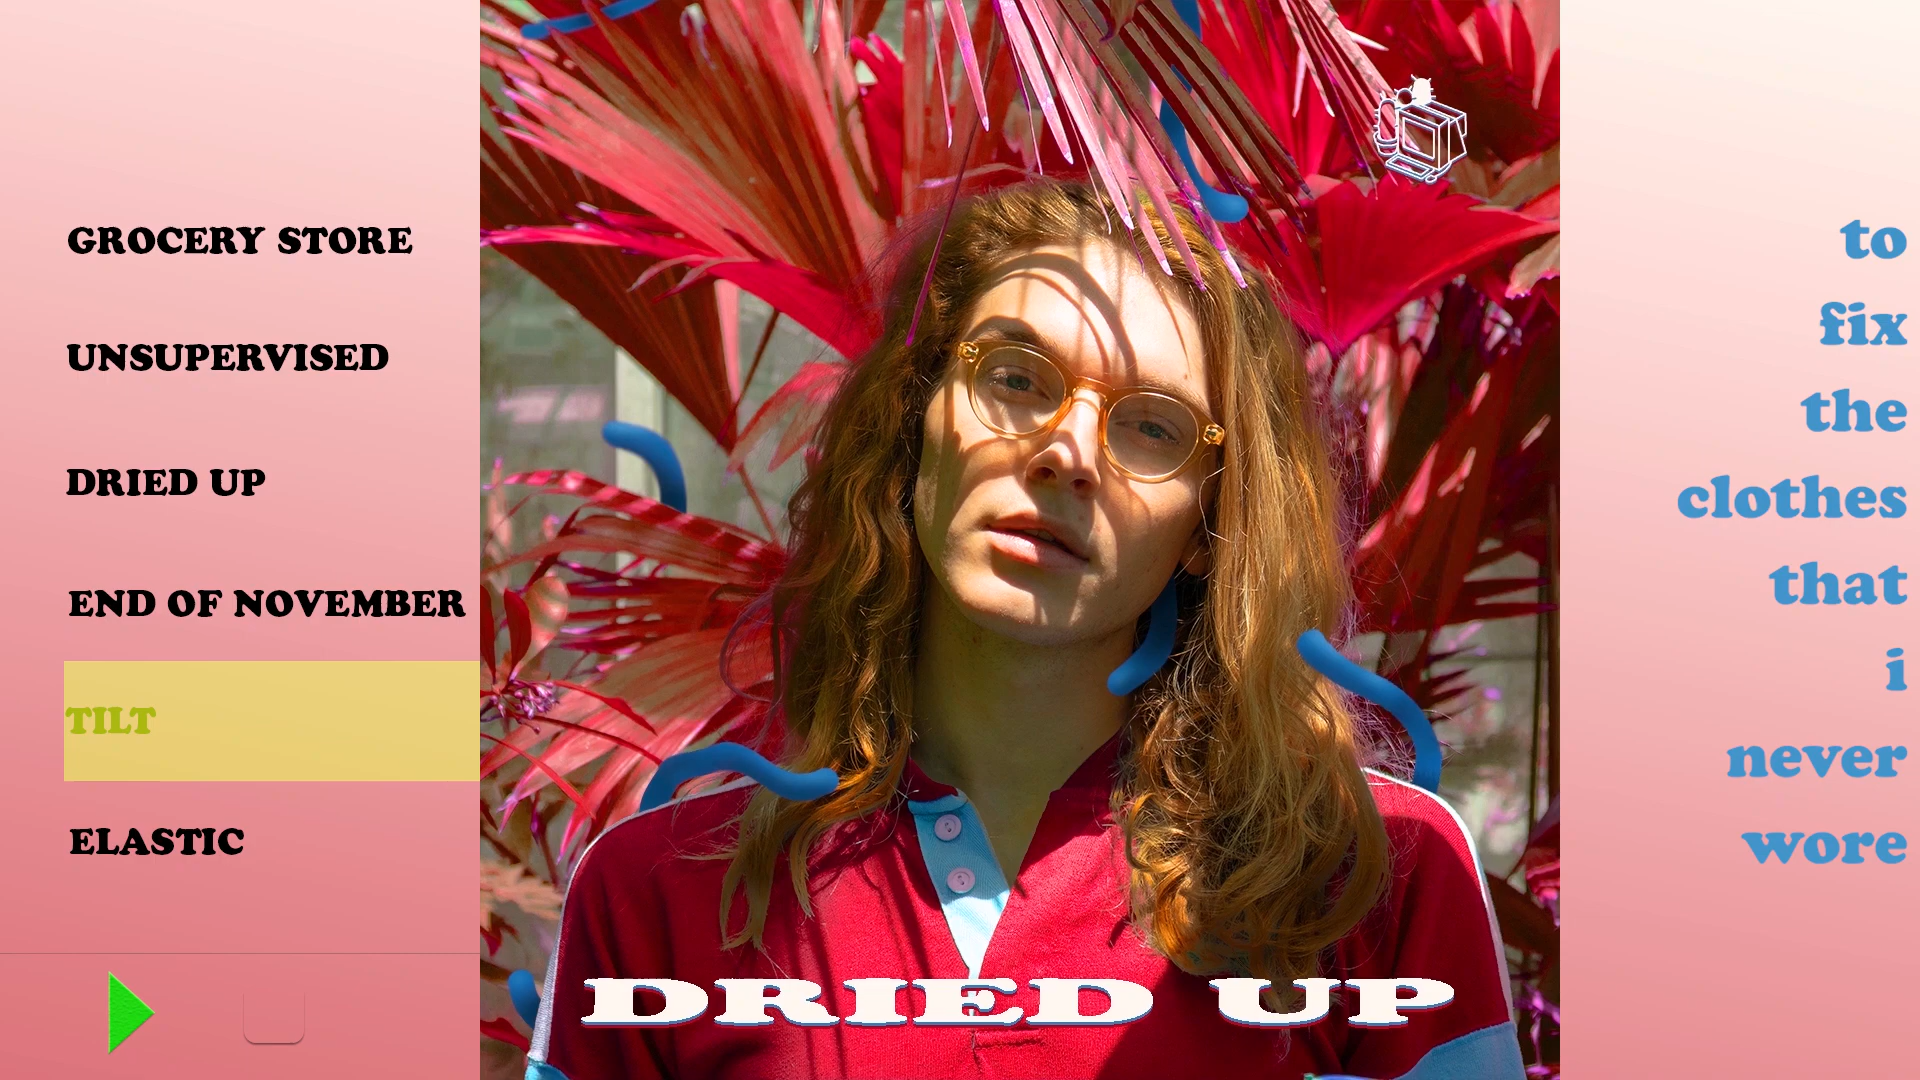 GROCERY STORE
UNSUPERVISED
DRIED UP
END OF NOVEMBER
TILT
ELASTIC
DRIED UP
to
fix
the
clothes
that
i
never
wore